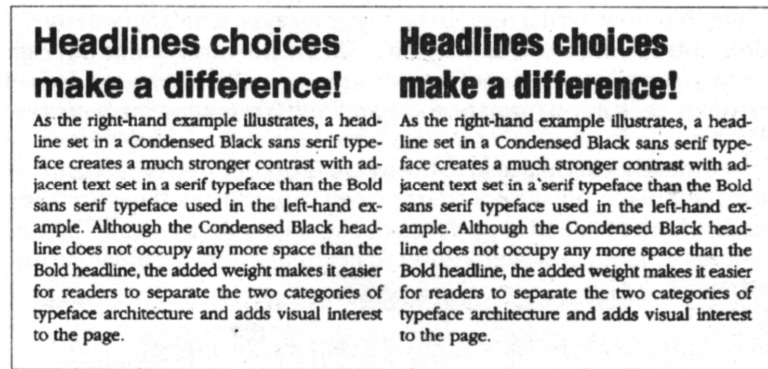 Headlines choices
make a difference!
As the right-hand example illustrates, a head-
line set in a Condensed Black sans serif type-
face creates a much stronger contrast with ad-
jacent text set in a serif typeface than the Bold
sans serif typeface used in the left-hand ex-
ample. Although the Condensed Black head-
line does not occupy any more space than the
Bold headline, the added weight makes it easier
for readers to separate the two categories of
typeface architecture and adds visual interest
to the page.
Headlines choices
make a difference!
As the right-hand example illustrates, a head-
line set in a Condensed Black sans serif type-
face creates a much stronger contrast with ad-
jacent text set in a serif typeface than the Bold
sans serif typeface used in the left-hand ex-
ample. Although the Condensed Black head-
line does not occupy any more space than the
Bold headline, the added weight makes it easier
for readers to separate the two categories of
typeface architecture and adds visual interest
to the page.